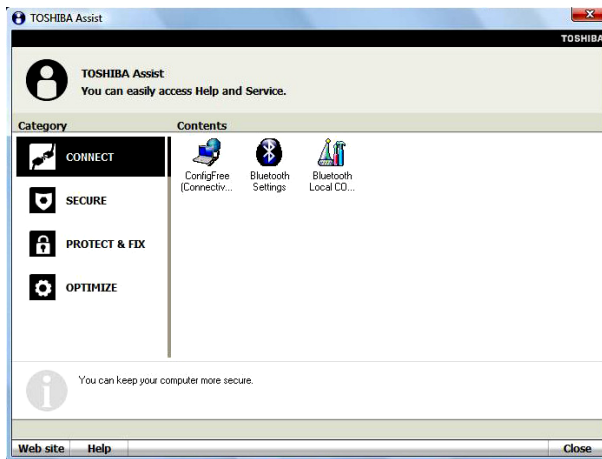 TOSHIBA Assist
TOSHIBA
TOSHIBA Assist
You can easily access Help and Service.
Category
Contents
CONNECT
SECURE
PROTECT & FIX
OPTIMIZE
ConfigFree
(Connectiv...
Bluetooth
Settings
Bluetooth
Local CO...
You can keep your computer more secure.
Web site
Help
Close